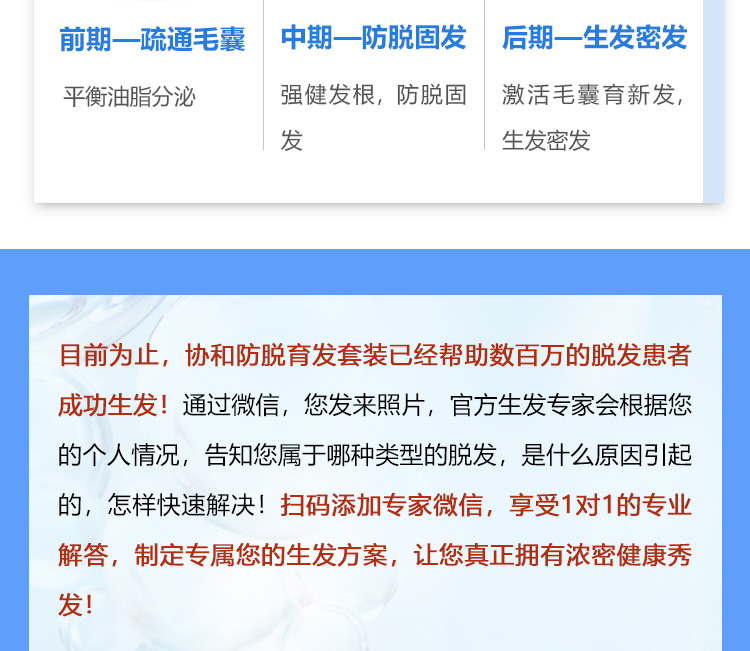 前期—疏通毛囊 中期—防脱固发 后期—生发密发
平衡油脂分泌 强健发根，防脱固 激活毛囊育新发，
发 生发密发
目前为止，协和防脱育发套装已经帮助数百万的脱发患者
成功生发！通过微信，您发来照片，官方生发专家会根据您
的个人情况，告知您属于哪种类型的脱发，是什么原因引起
的，怎样快速解决！扫码添加专家微信，享受1对1的专业
解答，制定专属您的生发方案，让您真正拥有浓密健康秀
发！